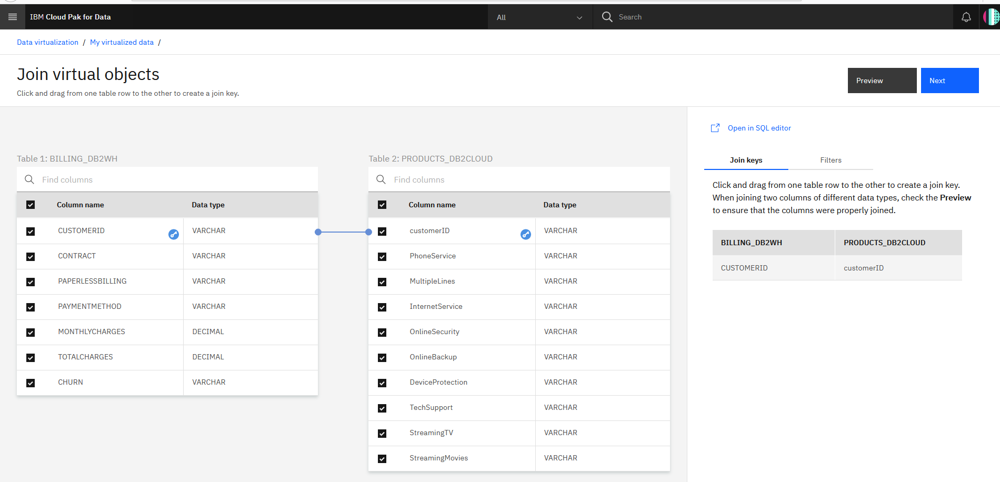 IBM Cloud Pak for Data
All
Search
Data virtualization / My virtualized data /
Join virtual objects
Click and drag from one table row to the other to create a join key.
Preview
Next
Table 1: BILLING_DB2WH
Find columns
Column name Data type
CUSTOMERID VARCHAR
CONTRACT VARCHAR
PAPERLESSBILLING VARCHAR
PAYMENTMETHOD VARCHAR
MONTHLYCHARGES DECIMAL
TOTALCHARGES DECIMAL
CHURN VARCHAR
Table 2: PRODUCTS_DB2CLOUD
Find columns
Column name Data type
customerID VARCHAR
PhoneService VARCHAR
MultipleLines VARCHAR
InternetService VARCHAR
OnlineSecurity VARCHAR
OnlineBackup VARCHAR
DeviceProtection VARCHAR
TechSupport VARCHAR
StreamingTV VARCHAR
StreamingMovies VARCHAR
Open in SQL editor
Join keys Filters
Click and drag from one table row to the other to create a join key.
When joining two columns of different data types, check the Preview
to ensure that the columns were properly joined.
BILLING_DB2WH PRODUCTS_DB2CLOUD
CUSTOMERID customerID